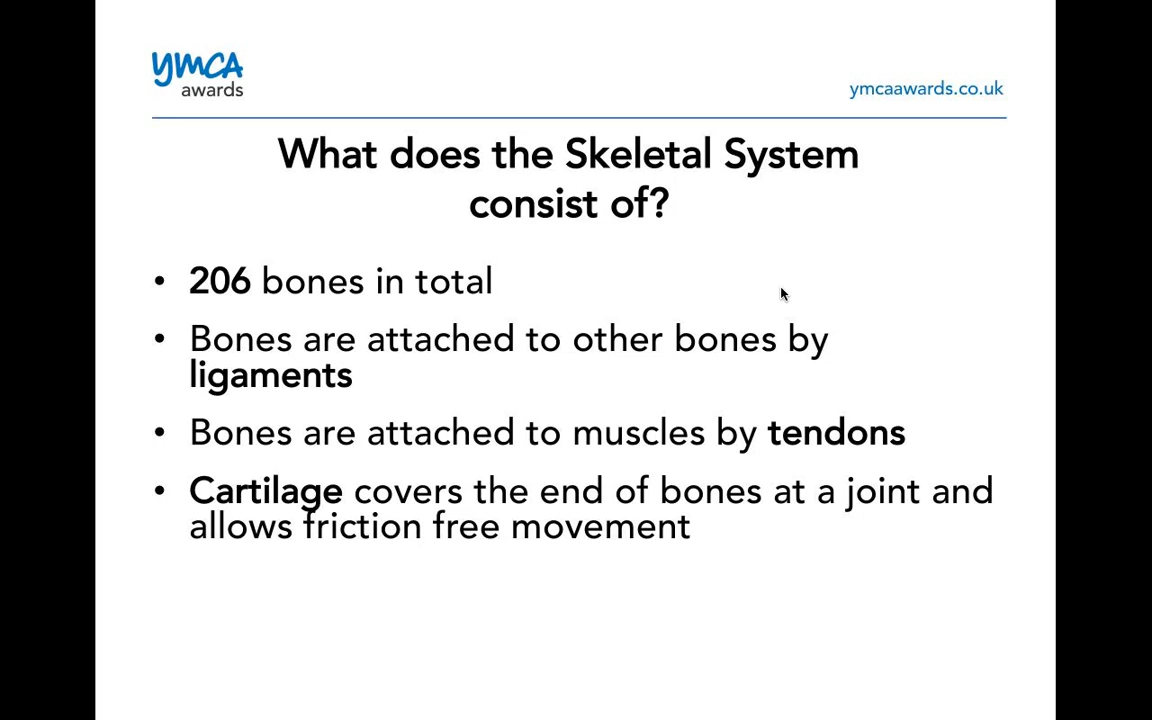 ymca
awards
ymcaawards.co.uk
What does the Skeletal System
consist of?
• 206 bones in total
• Bones are attached to other bones by
ligaments
• Bones are attached to muscles by tendons
• Cartilage covers the end of bones at a joint and
allows friction free movement